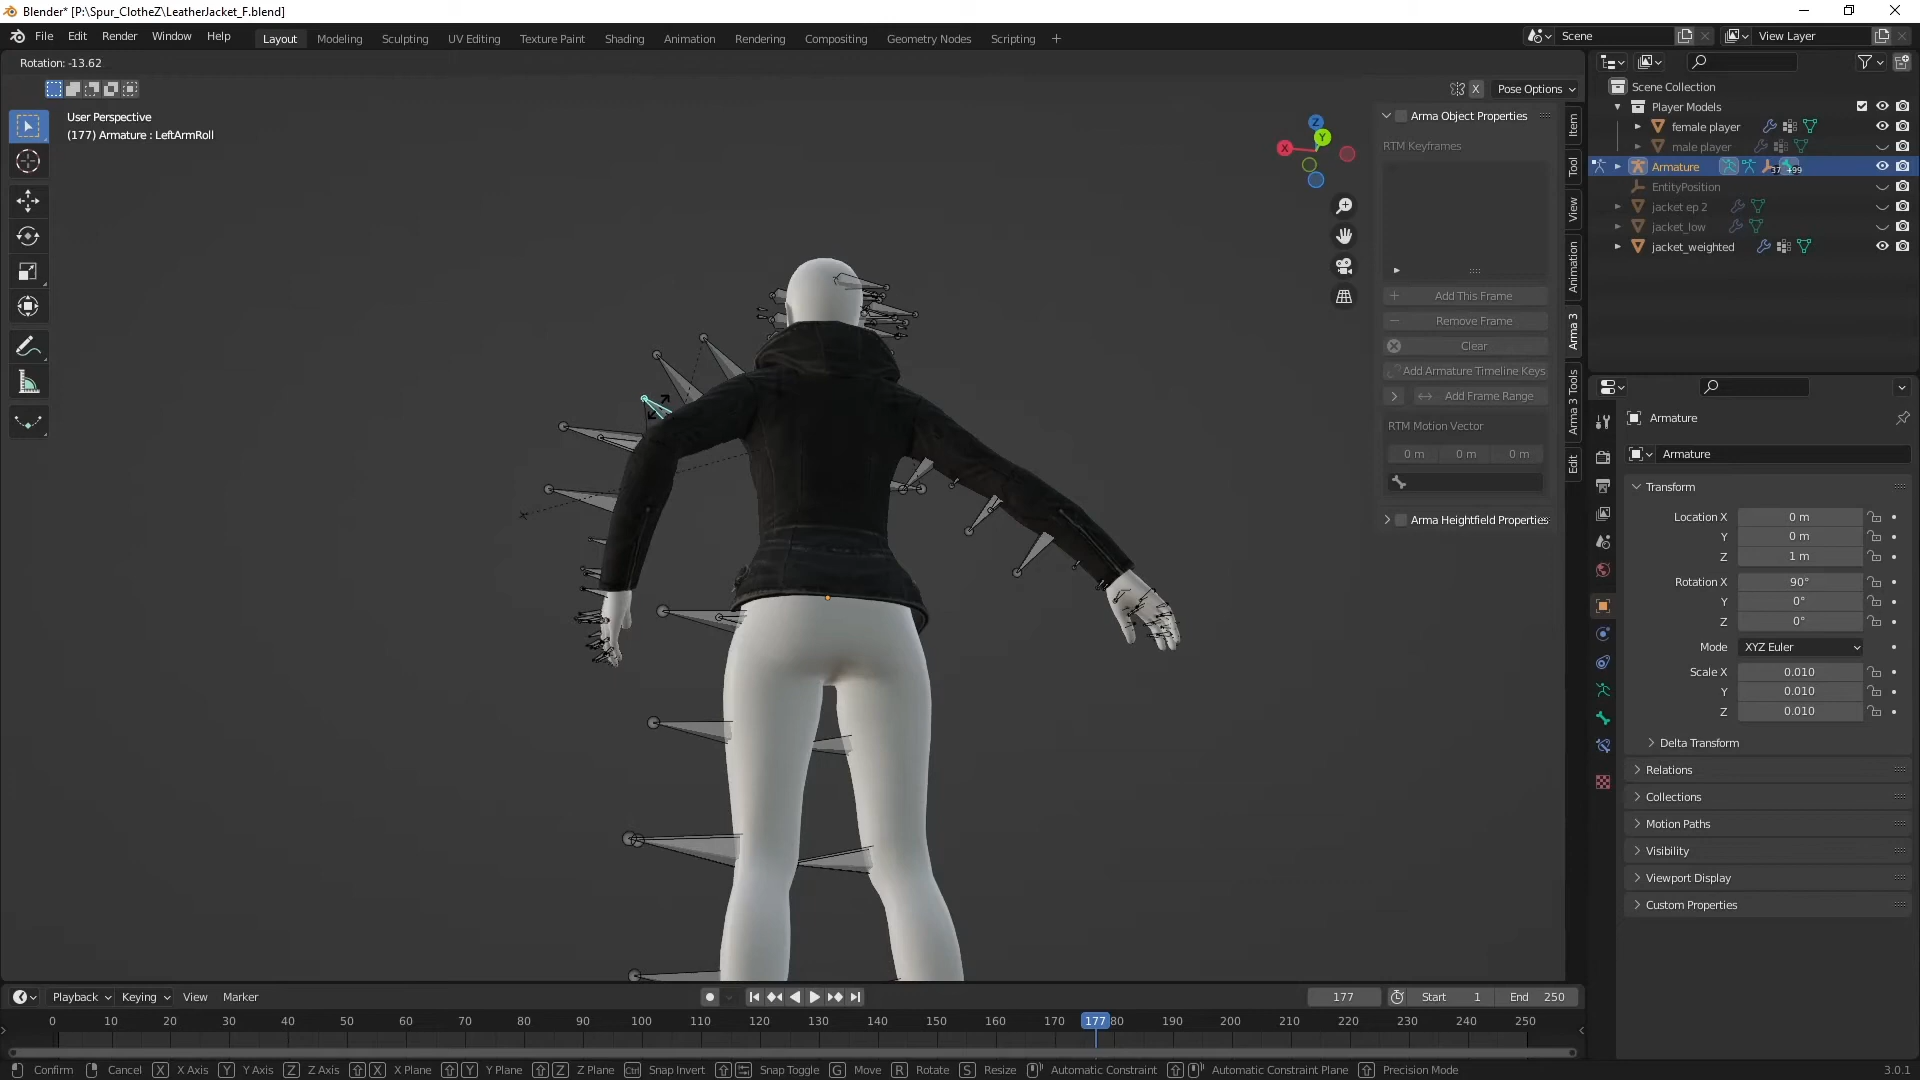 Blender* [P:\Spur_ClotheZ\LeatherJacket_F.blend]
File Edit Render Window Help
Layout Modeling Sculpting UV Editing Texture Paint Shading Animation Rendering Compositing Geometry Nodes Scripting +
Scene
View Layer
Rotation: -13.62
X
Pose Options
User Perspective
(177) Armature : LeftArmRoll
Z
Y
X
Arma Object Properties
RTM Keyframes
Add This Frame
Remove Frame
Clear
Add Armature Timeline Keys
Add Frame Range
RTM Motion Vector
0 m 0 m 0 m
Arma Heightfield Properties
Item
Tool
View
Animation
Arma 3
Arma 3 Tools
Edit
Scene Collection
Player Models
female player
male player
Armature
37 +99
EntityPosition
jacket ep 2
jacket_low
jacket_weighted
Armature
Armature
Transform
Location X 0 m
Y 0 m
Z 1 m
Rotation X 90°
Y 0°
Z 0°
Mode XYZ Euler
Scale X 0.010
Y 0.010
Z 0.010
Delta Transform
Relations
Collections
Motion Paths
Visibility
Viewport Display
Custom Properties
Playback Keying View Marker
177 Start 1 End 250
0 10 20 30 40 50 60 70 80 90 100 110 120 130 140 150 160 170 177 80 190 200 210 220 230 240 250
Confirm Cancel X X Axis Y Y Axis Z Z Axis X X Plane Y Y Plane Z Z Plane Ctrl Snap Invert Snap Toggle G Move R Rotate S Resize Automatic Constraint Automatic Constraint Plane Precision Mode
3.0.1